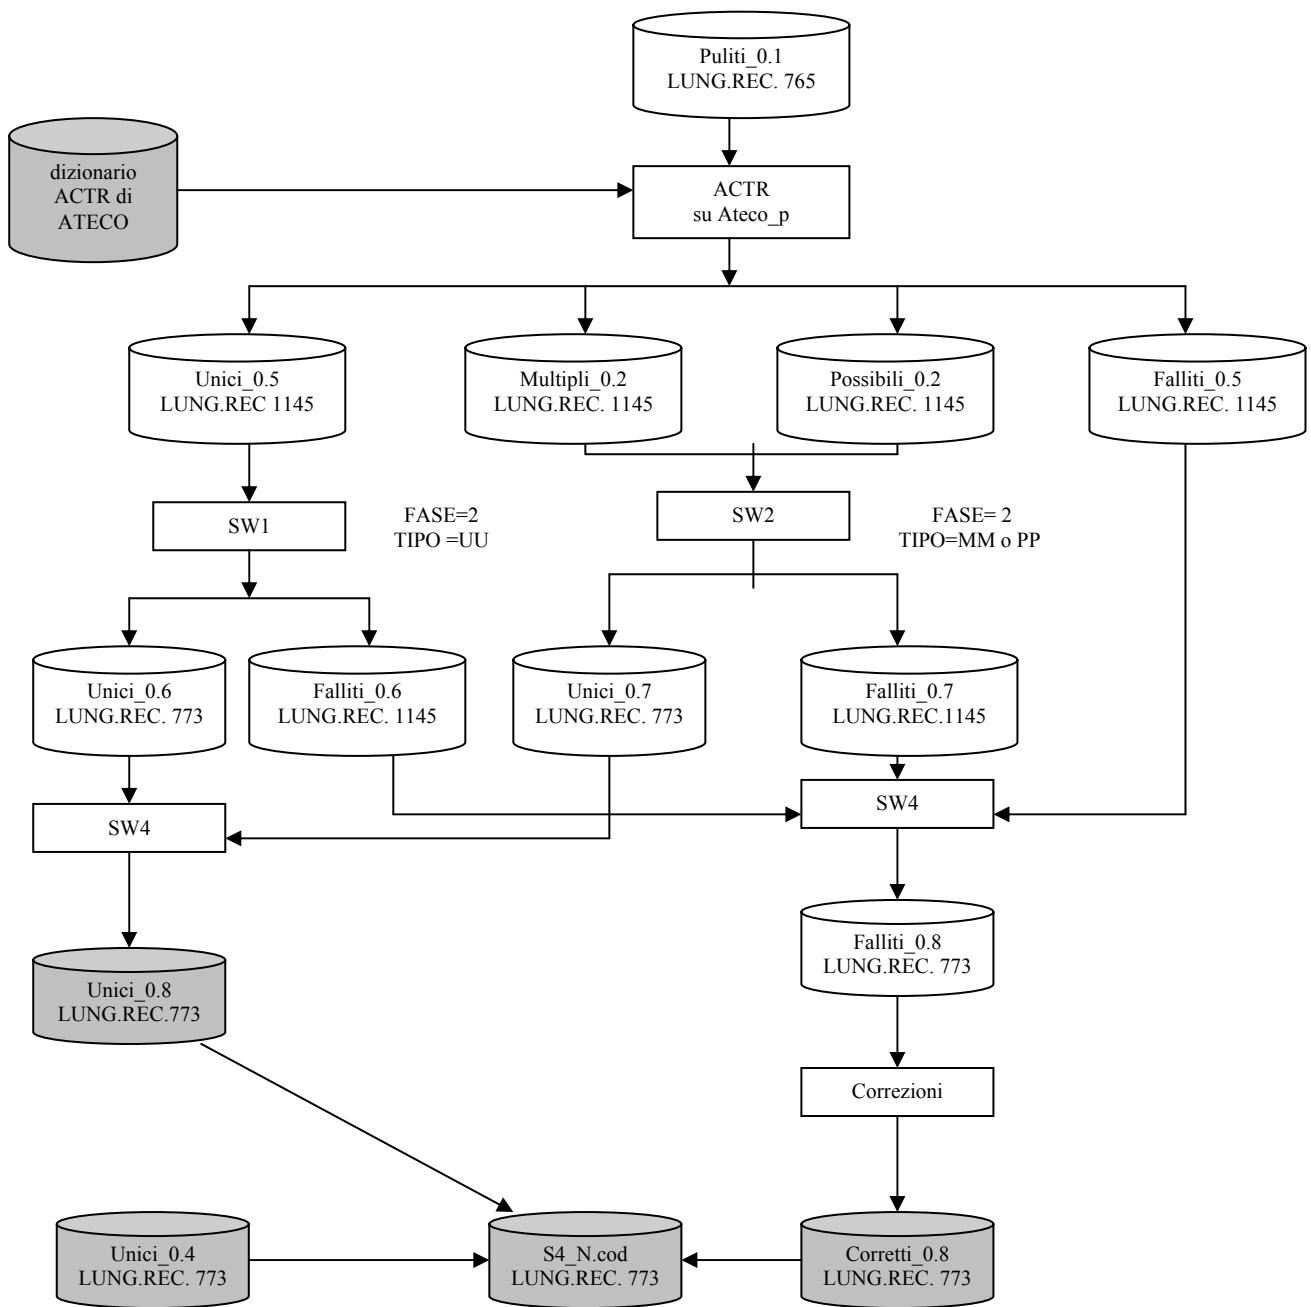 Puliti_0.1
LUNG.REC. 765
dizionario
ACTR di
ATECO
ACTR
su Ateco_p
Unici_0.5
LUNG.REC 1145
Multipli_0.2
LUNG.REC. 1145
Possibili_0.2
LUNG.REC. 1145
Falliti_0.5
LUNG.REC. 1145
SW1
FASE=2
TIPO =UU
SW2
FASE= 2
TIPO=MM o PP
Unici_0.6
LUNG.REC. 773
Falliti_0.6
LUNG.REC. 1145
Unici_0.7
LUNG.REC. 773
Falliti_0.7
LUNG.REC.1145
SW4
SW4
Unici_0.8
LUNG.REC.773
Falliti_0.8
LUNG.REC. 773
Correzioni
Unici_0.4
LUNG.REC. 773
S4_N.cod
LUNG.REC. 773
Corretti_0.8
LUNG.REC. 773